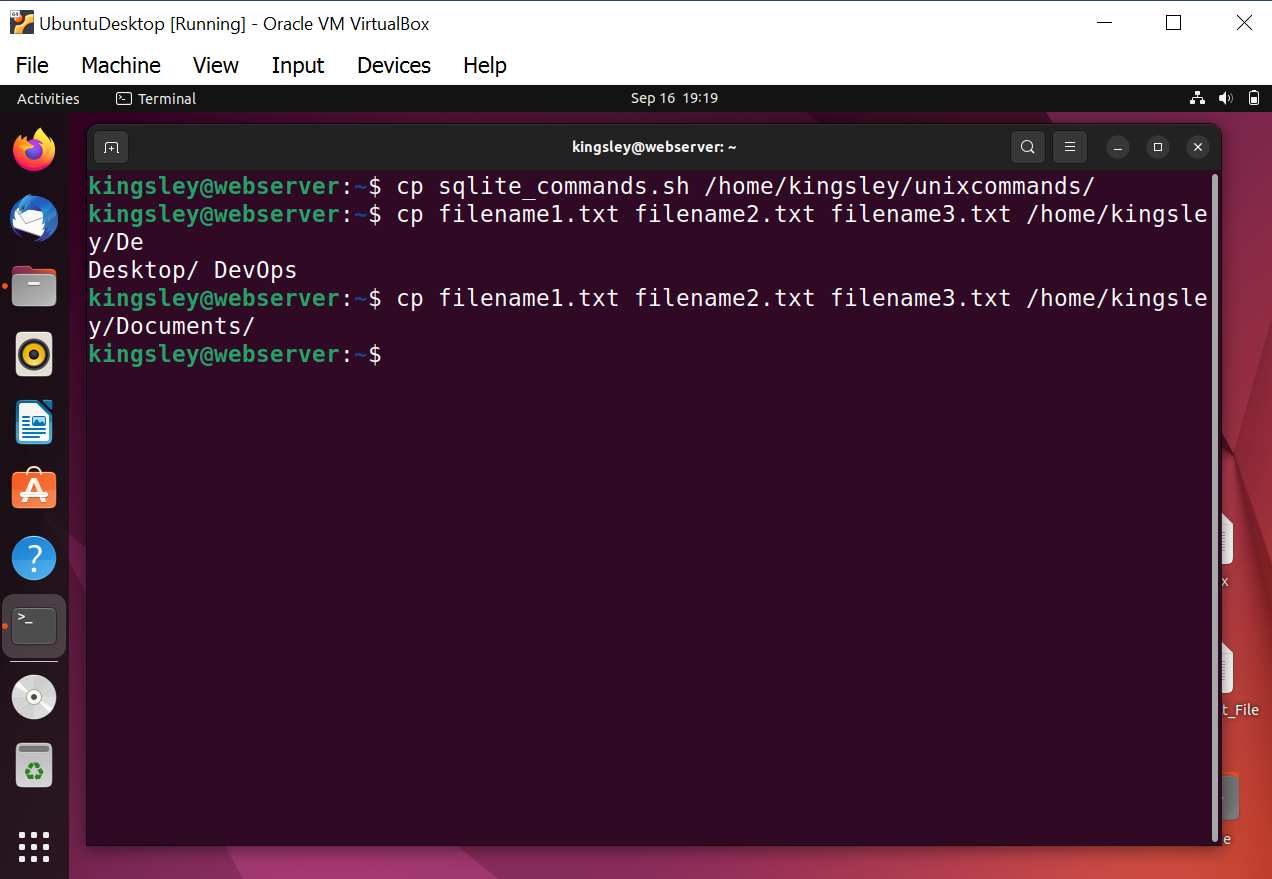 UbuntuDesktop [Running] - Oracle VM VirtualBox
File Machine View Input Devices Help
Activities Terminal Sep 16 19:19
kingsley@webserver: ~
kingsley@webserver:~$ cp sqlite_commands.sh /home/kingsley/unixcommands/
kingsley@webserver:~$ cp filename1.txt filename2.txt filename3.txt /home/kingsle
y/De
Desktop/ DevOps
kingsley@webserver:~$ cp filename1.txt filename2.txt filename3.txt /home/kingsle
y/Documents/
kingsley@webserver:~$
x
t_File
e